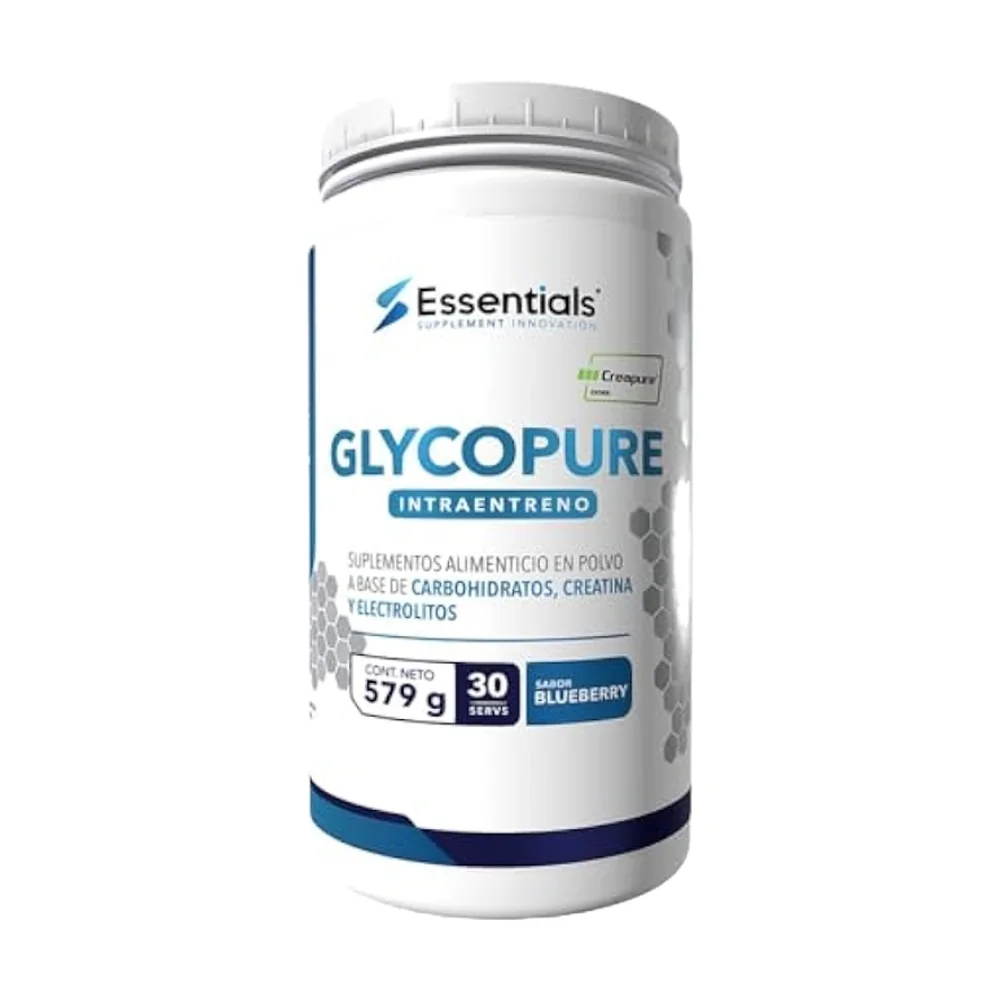 Essentials
SUPPLEMENT INNOVATION
Creapure
GLYCOPURE
INTRAENTRENO
SUPLEMENTOS ALIMENTICIO EN POLVO
A BASE DE CARBOHIDRATOS, CREATINA
Y ELECTROLITOS
CONT. NETO
579 g
30
SERVS
SABOR
BLUEBERRY